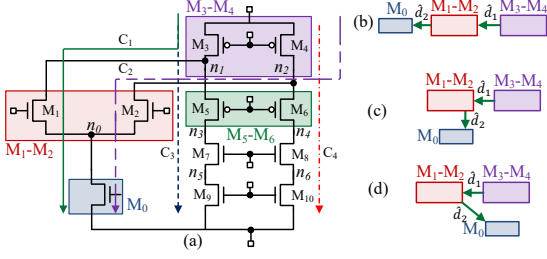 M₃-M₄
C₁
M₃
M₄
n₁
n₂
C₂
M₁
M₂
M₅
M₆
n₀
n₃
n₄
M₁-M₂
M₅-M₆
C₃
M₇
M₈
C₄
n₅
n₆
M₀
M₉
M₁₀
(a)
(b)
M₀
d̂₂
M₁-M₂
d̂₁
M₃-M₄
(c)
M₁-M₂
d̂₁
M₃-M₄
d̂₂
M₀
(d)
M₁-M₂
d̂₁
M₃-M₄
d̂₂
M₀